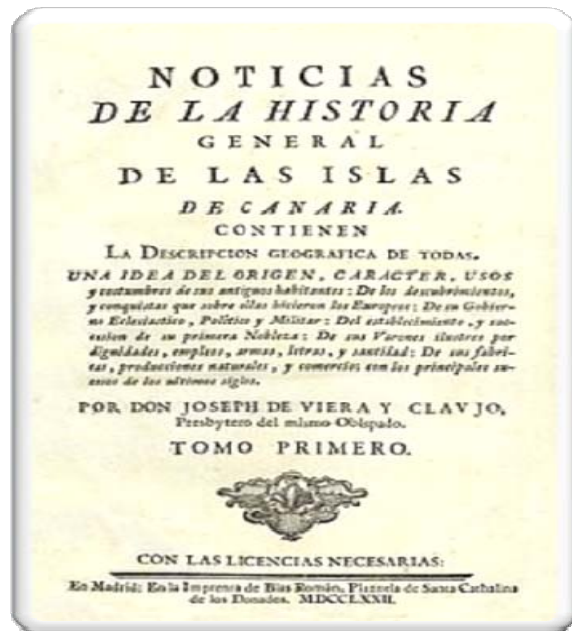 NOTICIAS
DE LA HISTORIA
GENERAL
DE LAS ISLAS
DE CANARIA.
CONTIENEN
LA DESCRIPCION GEOGRAFICA DE TODAS.
UNA IDEA DEL ORIGEN, CARACTER, USOS
y costumbres de sus antiguos habitantes: De los descubrimientos,
y conquistas que sobre ellas hicieron los Europeos: De su Gobier-
no Eclesiastico, Politico y Militar: Del establecimiento, y suc-
cesion de su primera Nobleza: De sus Varones ilustres por
dignidades, empleos, armas, letras, y santidad: De sus fabri-
cas, producciones naturales, y comercio; con los principales su-
cesos de los ultimos siglos.
POR DON JOSEPH DE VIERA Y CLAVIJO,
Presbytero del mismo Obispado.
TOMO PRIMERO.
CON LAS LICENCIAS NECESARIAS:
En Madrid: En la Imprenta de Blas Román, Plazuela de Santa Cathalina
de los Donados. MDCCLXXII.